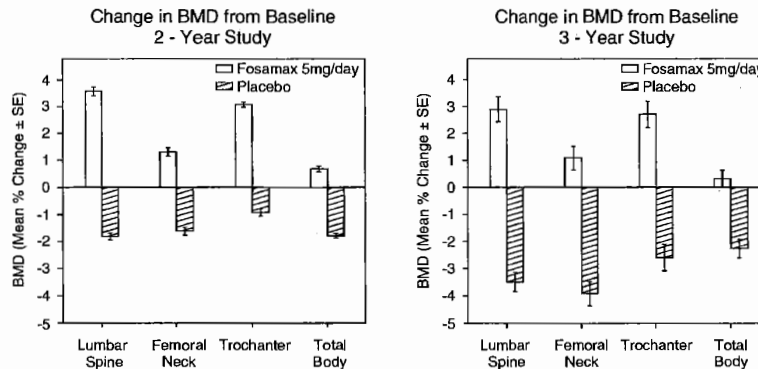 Change in BMD from Baseline
2 - Year Study
Fosamax 5mg/day
Placebo
BMD (Mean % Change ± SE)
4
3
2
1
0
-1
-2
-3
-4
-5
Lumbar Spine
Femoral Neck
Trochanter
Total Body
Change in BMD from Baseline
3 - Year Study
Fosamax 5mg/day
Placebo
BMD (Mean % Change ± SE)
4
3
2
1
0
-1
-2
-3
-4
-5
Lumbar Spine
Femoral Neck
Trochanter
Total Body